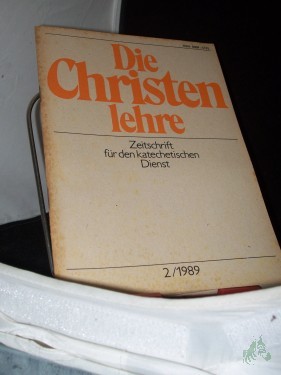 Die
Christen
lehre
Zeitschrift
für den katechetischen
Dienst
2/1989